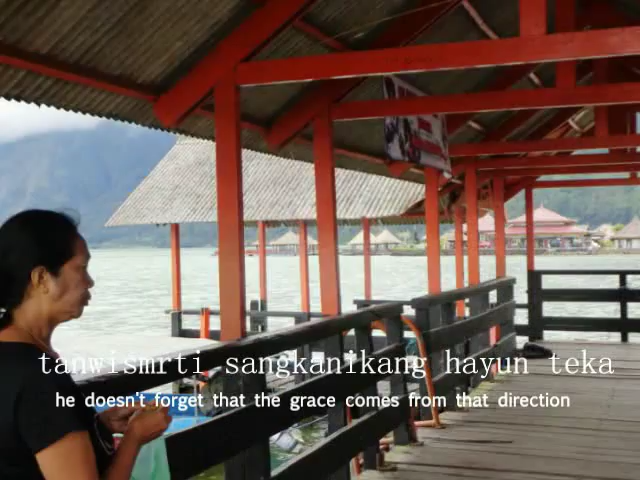 tanwismrti sangkanikang hayun teka
he doesn't forget that the grace comes from that direction